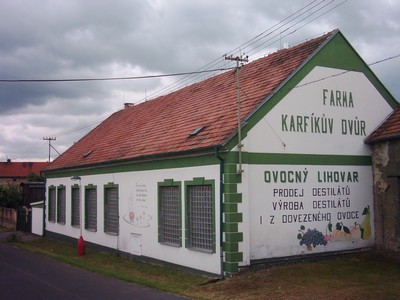 FARMA
KARFÍKŮV DVŮR
OVOCNÝ LIHOVAR
PRODEJ DESTILÁTŮ
VÝROBA DESTILÁTŮ
I Z DOVEZENÉHO OVOCE